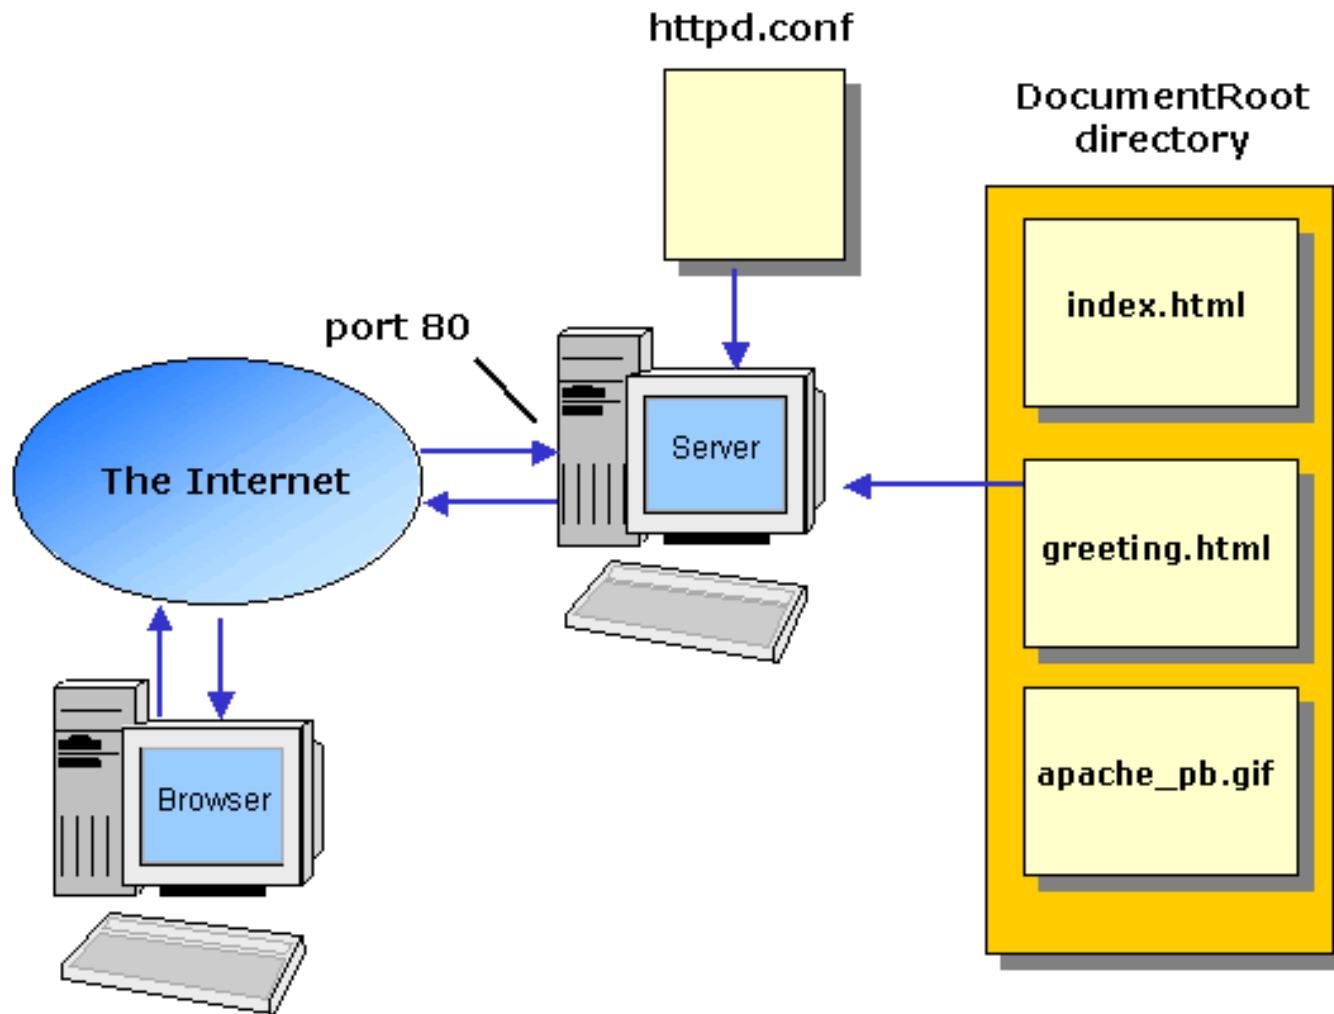 httpd.conf
DocumentRoot
directory
index.html
port 80
Server
The Internet
greeting.html
apache_pb.gif
Browser